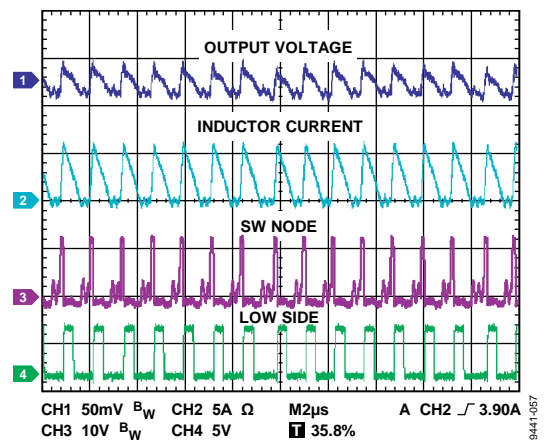 OUTPUT VOLTAGE
1
INDUCTOR CURRENT
2
SW NODE
3
LOW SIDE
4
CH1 50mV BW CH2 5A Ω M2µs A CH2 3.90A
CH3 10V BW CH4 5V T 35.8%
9441-057